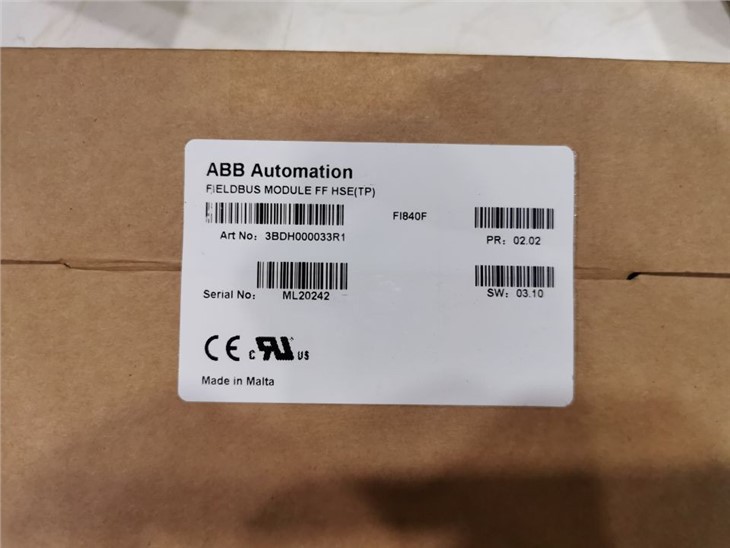 ABB Automation
FIELDBUS MODULE FF HSE(TP)
FI840F
Art No： 3BDH000033R1
PR： 02.02
Serial No： ML20242
SW： 03.10
CE c RU US
Made in Malta